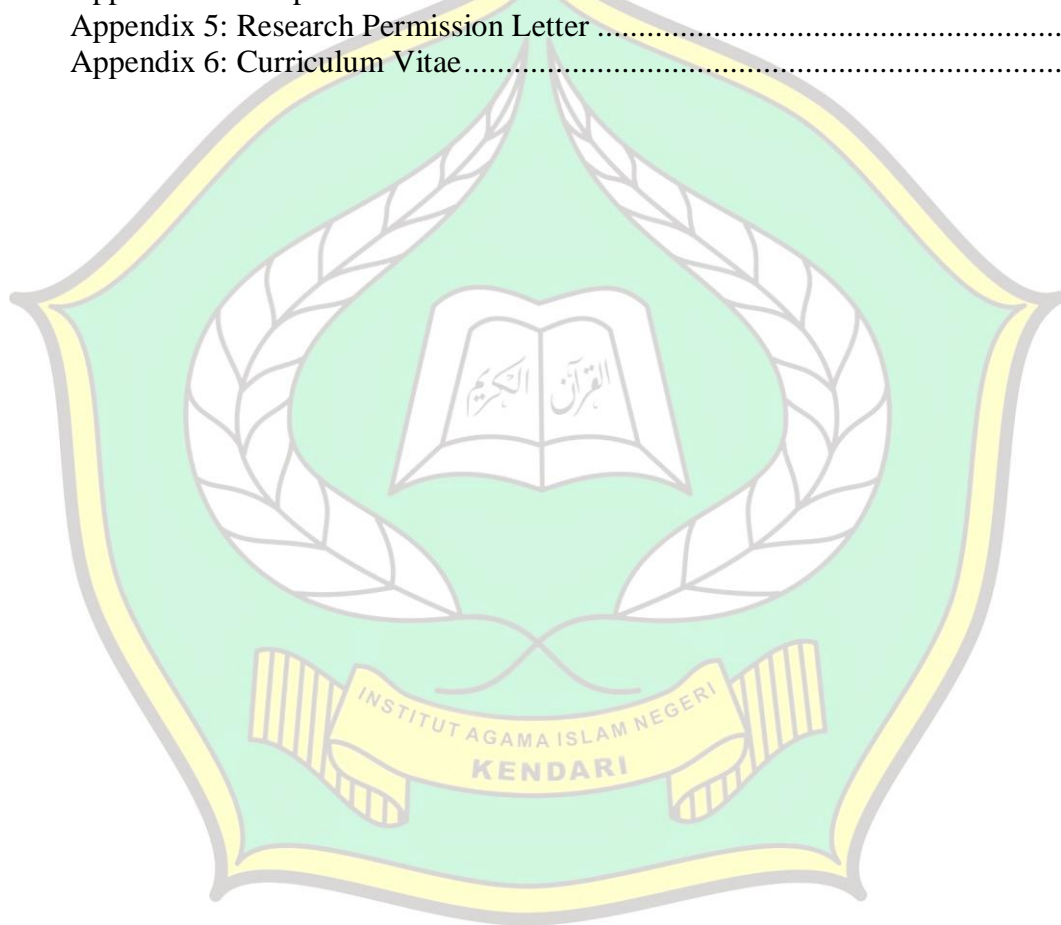 Appendix 5: Research Permission Letter ........................................................
Appendix 6: Curriculum Vitae........................................................................
القرآن الكريم
INSTITUT AGAMA ISLAM NEGERI
KENDARI